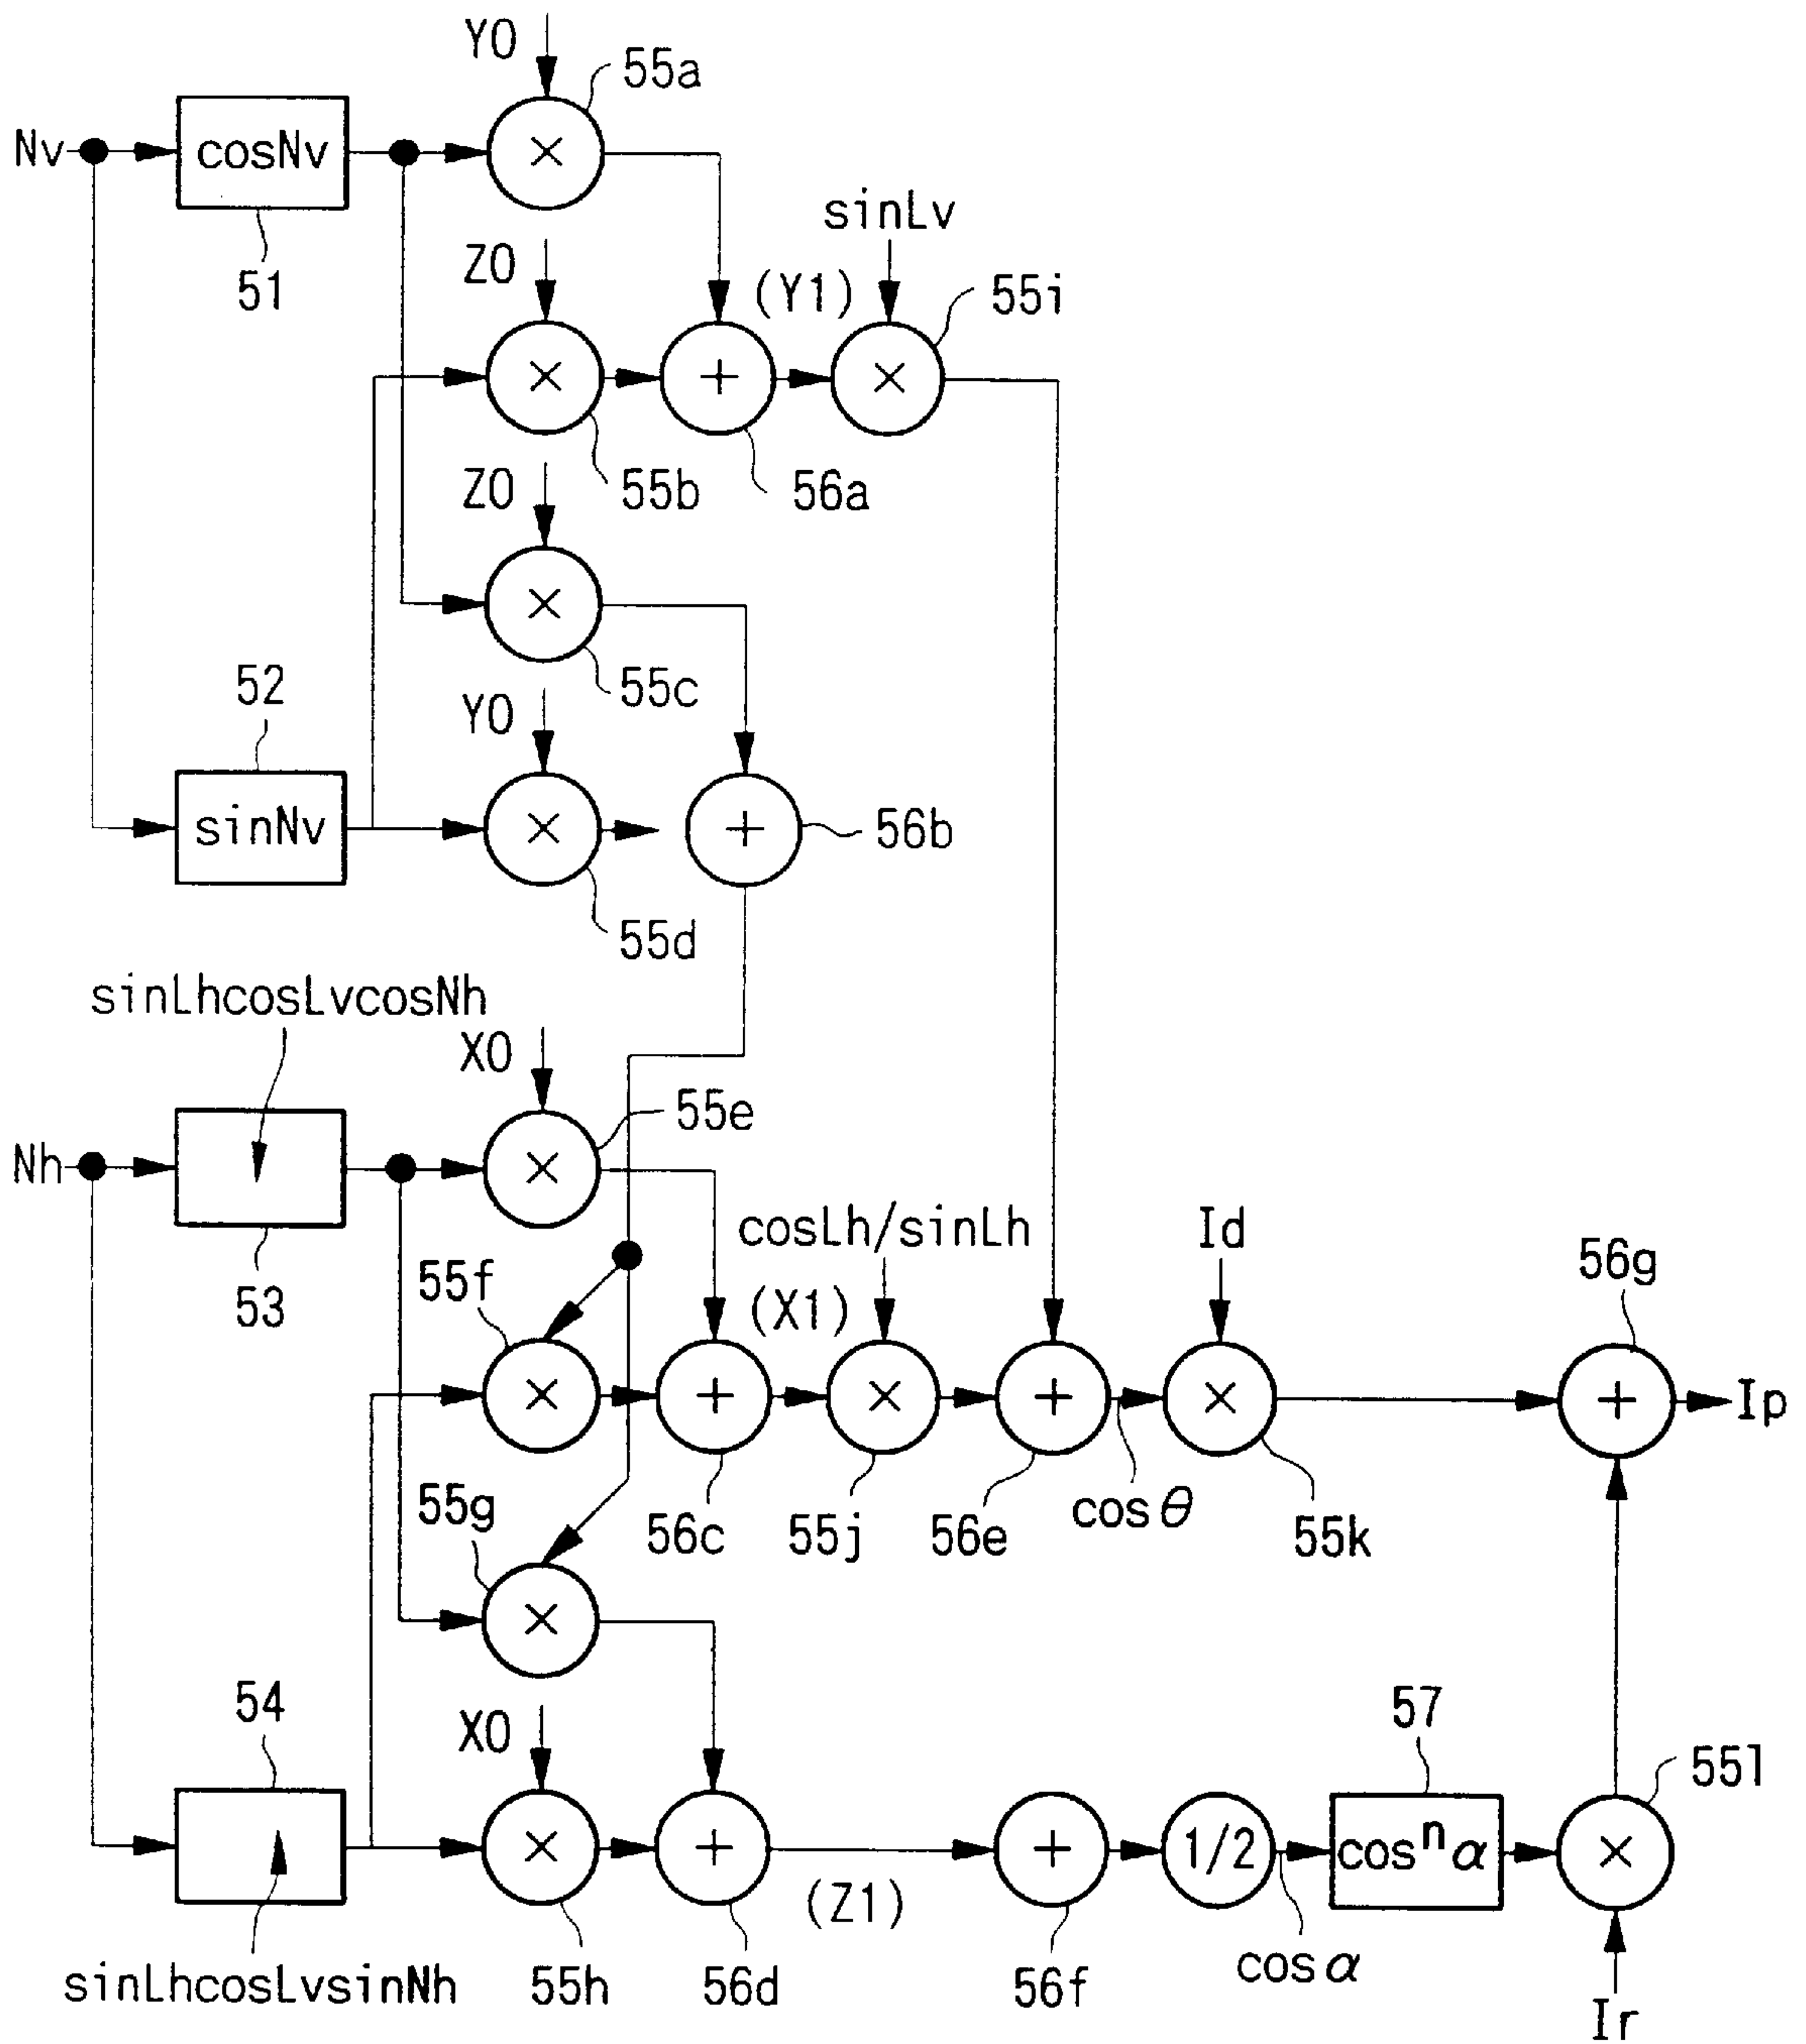 Y0
55a
Nv
cosNv
×
51
sinLv
Z0
(Y1)
55i
×
+
×
Z0
55b
56a
×
55c
52
Y0
sinNv
×
+
56b
55d
sinLhcosLvcosNh
X0
55e
Nh
×
53
55f
cosLh/sinLh
Id
56g
(X1)
×
+
×
+
×
+
Ip
55g
56c
55j
56e
cosθ
55k
×
54
X0
57
55l
×
+
+
1/2
cosⁿα
×
(Z1)
sinLhcosLvsinNh
55h
56d
56f
cosα
Ir